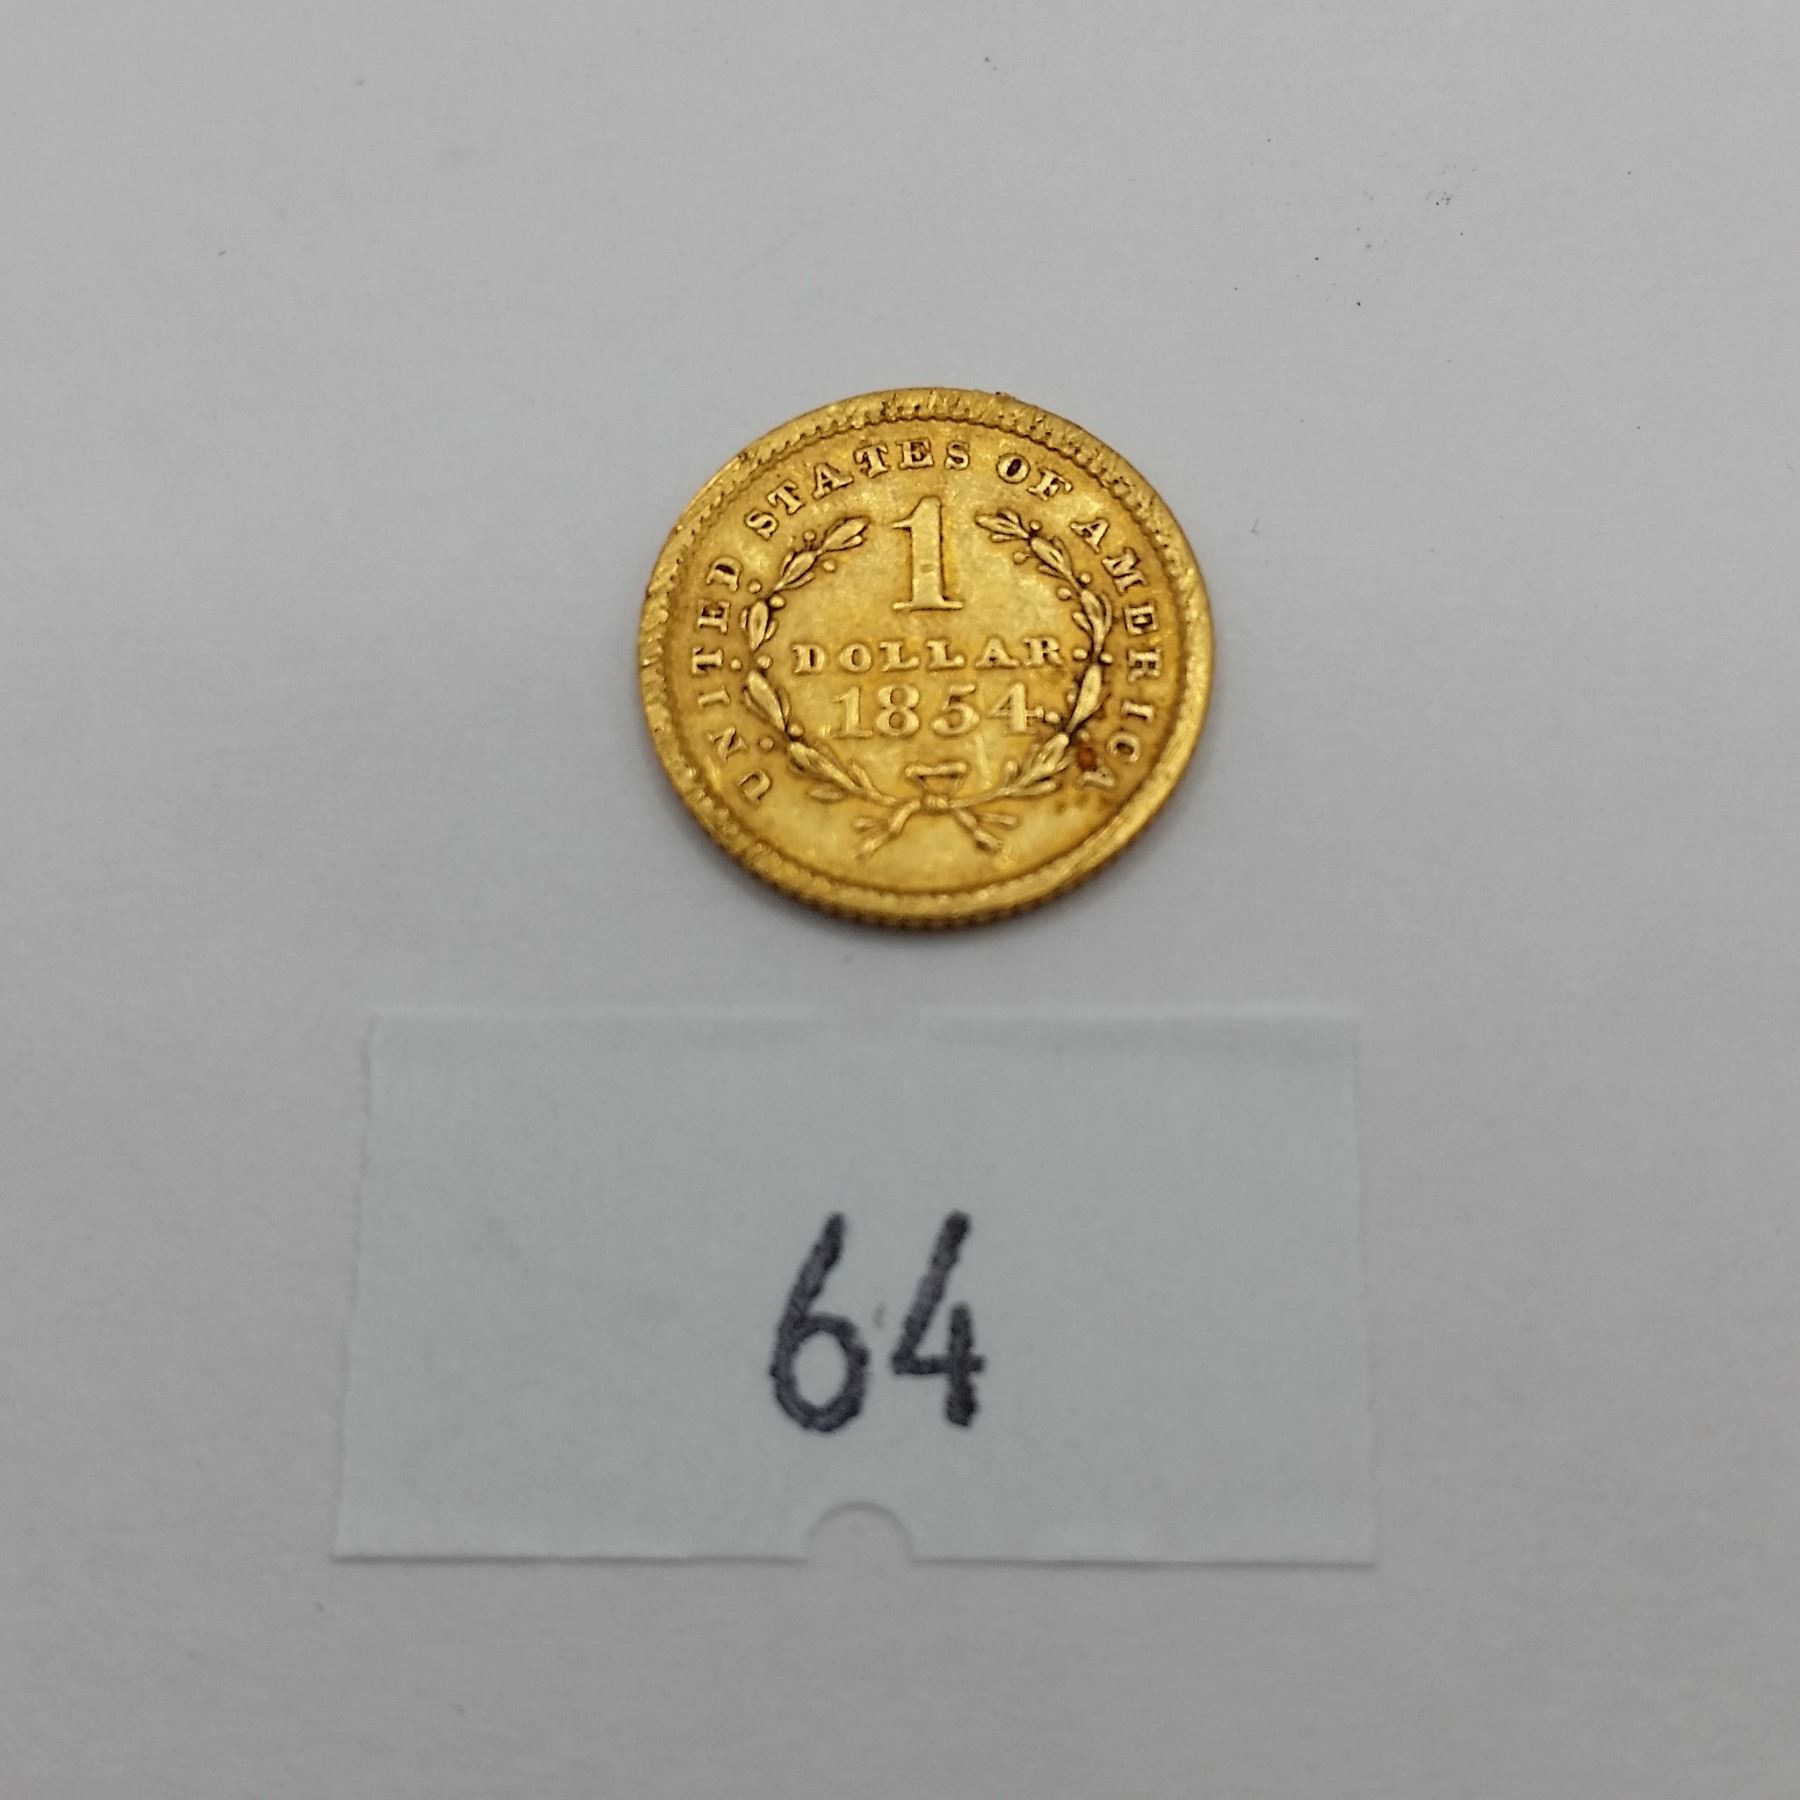 UNITED STATES OF AMERICA
1
DOLLAR
1854
64